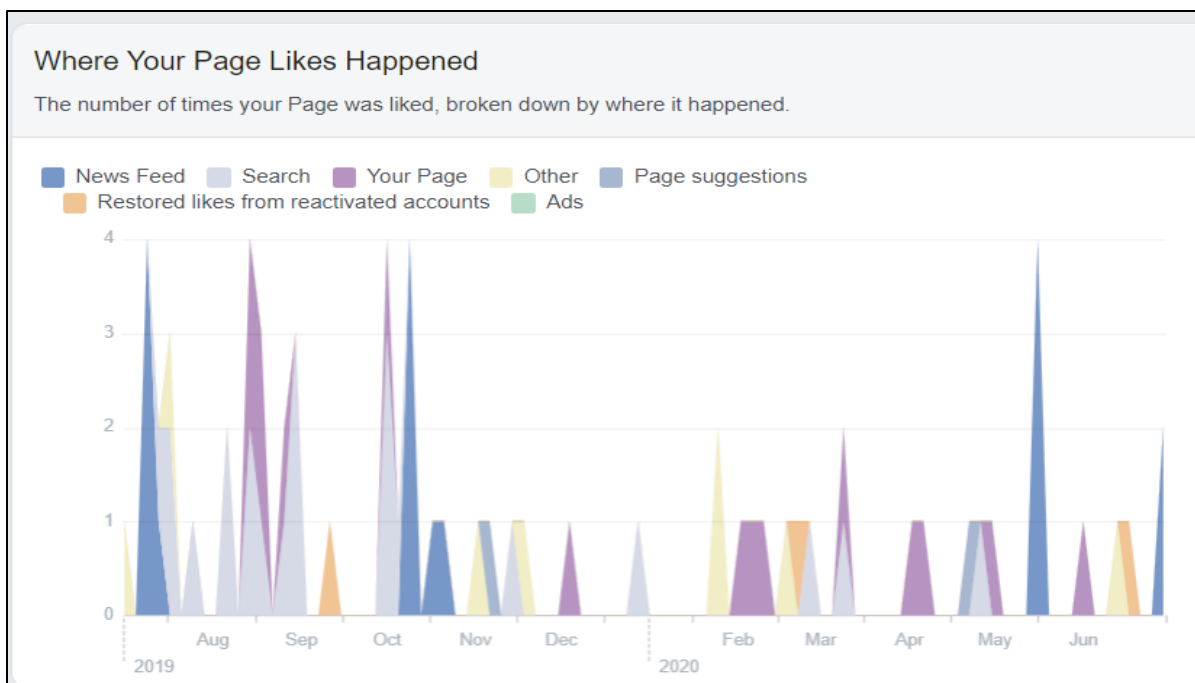 Where Your Page Likes Happened
The number of times your Page was liked, broken down by where it happened.
News Feed Search Your Page Other Page suggestions
Restored likes from reactivated accounts Ads
4
3
2
1
0
Aug Sep Oct Nov Dec Feb Mar Apr May Jun
2019 2020